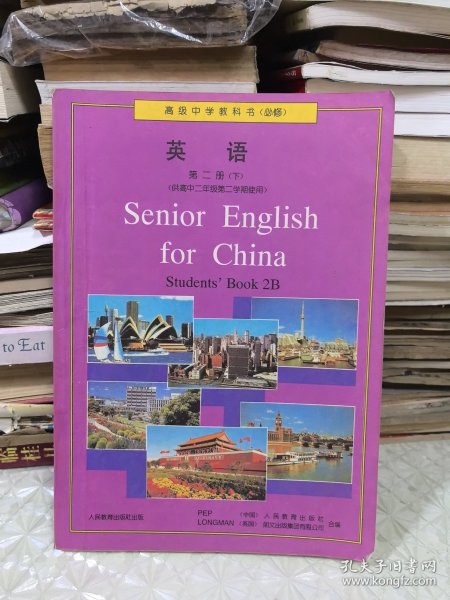 高级中学教科书(必修)
英 语
第二册(下)
(供高中二年级第二学期使用)
Senior English
for China
Students' Book 2B
to Eat
人民教育出版社出版
PEP (中国) 人民教育出版社
LONGMAN (英国) 朗文出版集团有限公司 合编
孔夫子旧书网
www.kongfz.com